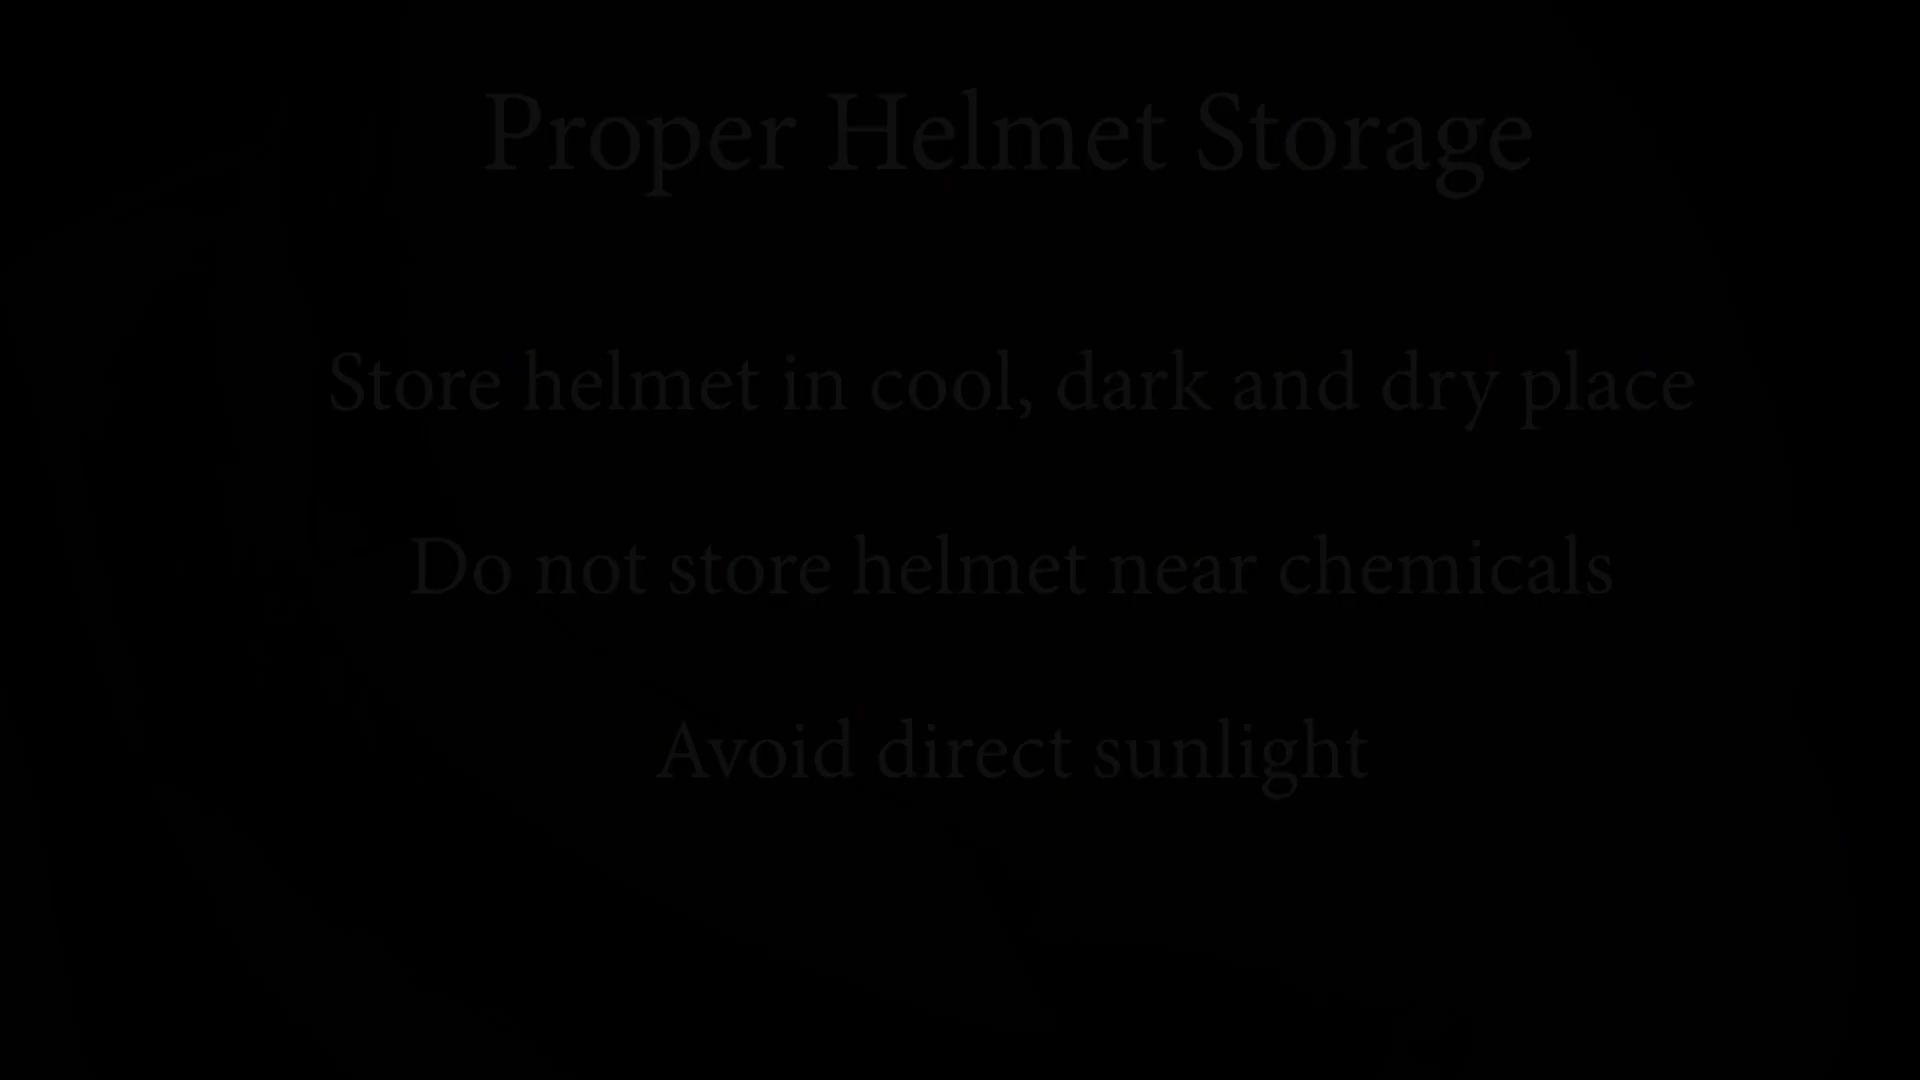 Proper Helmet Storage
Store helmet in cool, dark and dry place
Do not store helmet near chemicals
Avoid direct sunlight